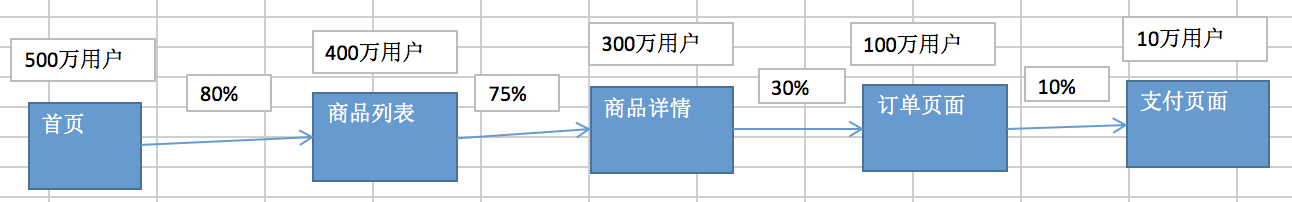 500万用户
400万用户
300万用户
100万用户
10万用户
80%
75%
30%
10%
首页
商品列表
商品详情
订单页面
支付页面